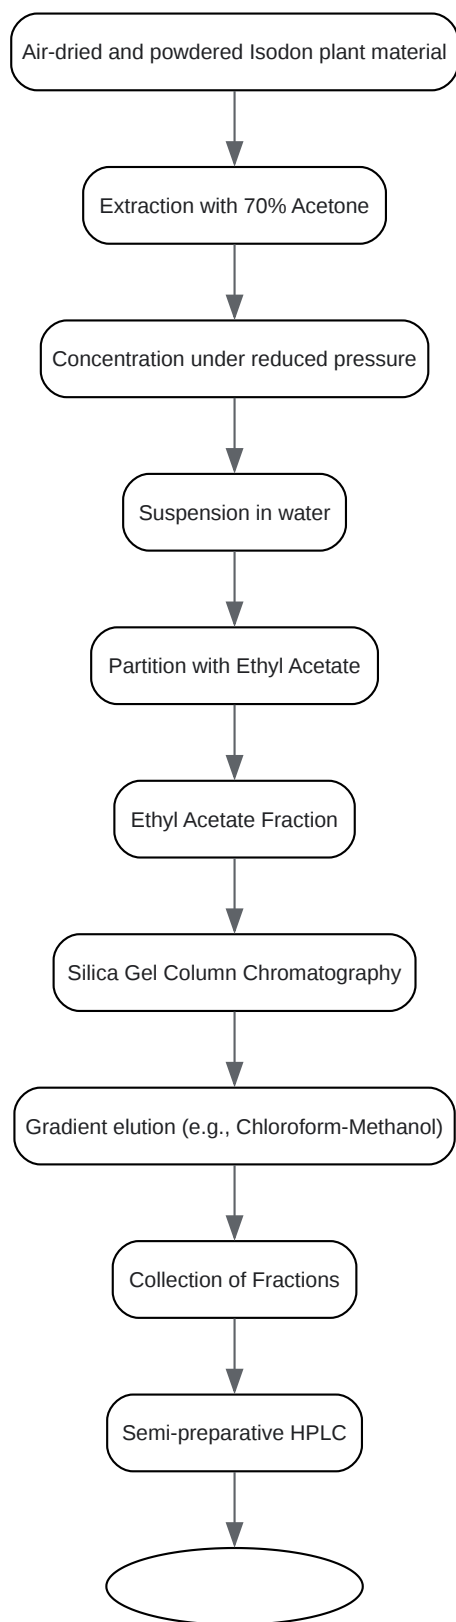 Air-dried and powdered Isodon plant material
Extraction with 70% Acetone
Concentration under reduced pressure
Suspension in water
Partition with Ethyl Acetate
Ethyl Acetate Fraction
Silica Gel Column Chromatography
Gradient elution (e.g., Chloroform-Methanol)
Collection of Fractions
Semi-preparative HPLC